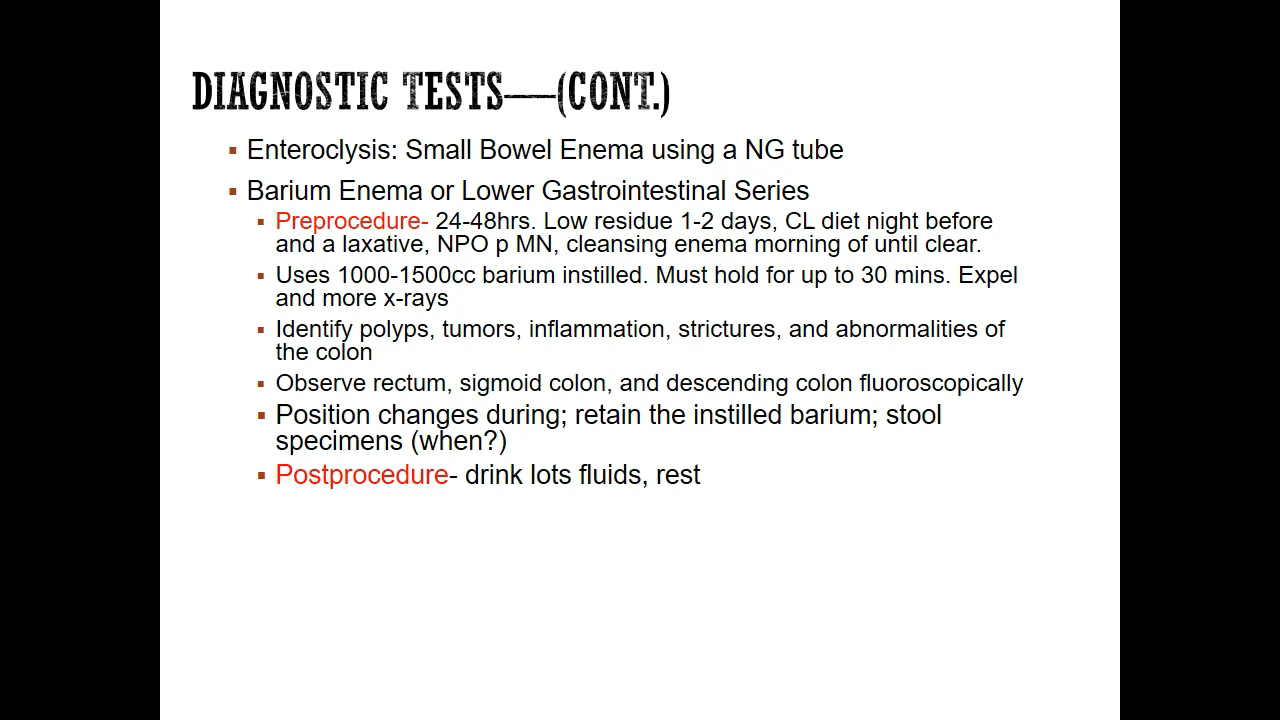 DIAGNOSTIC TESTS—–(CONT.)
▪ Enteroclysis: Small Bowel Enema using a NG tube
▪ Barium Enema or Lower Gastrointestinal Series
▪ Preprocedure- 24-48hrs. Low residue 1-2 days, CL diet night before
and a laxative, NPO p MN, cleansing enema morning of until clear.
▪ Uses 1000-1500cc barium instilled. Must hold for up to 30 mins. Expel
and more x-rays
▪ Identify polyps, tumors, inflammation, strictures, and abnormalities of
the colon
▪ Observe rectum, sigmoid colon, and descending colon fluoroscopically
▪ Position changes during; retain the instilled barium; stool
specimens (when?)
▪ Postprocedure- drink lots fluids, rest